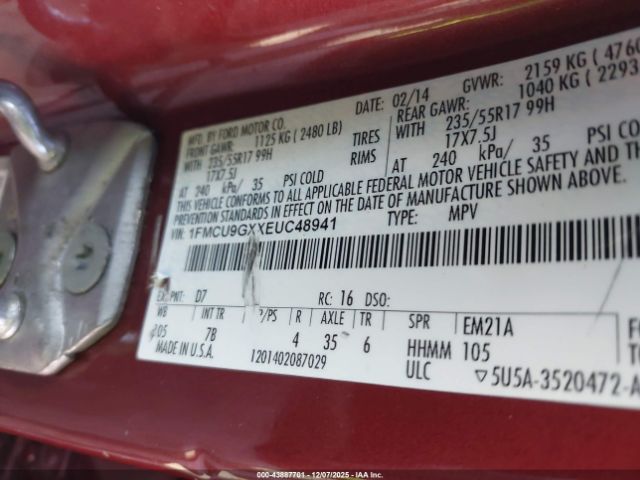 MFD. BY FORD MOTOR CO.
DATE: 02/14
GVWR: 2159 KG ( 4760
FRONT GAWR: 1125 KG ( 2480 LB)
REAR GAWR: 1040 KG ( 2293
WITH 235/55R17 99H TIRES WITH 235/55R17 99H
17X7.5J RIMS 17X7.5J
AT 240 kPa/ 35 PSI COLD AT 240 kPa/ 35 PSI CO
THIS VEHICLE CONFORMS TO ALL APPLICABLE FEDERAL MOTOR VEHICLE SAFETY AND
PREVENTION STANDARDS IN EFFECT ON THE DATE OF MANUFACTURE SHOWN ABOVE.
VIN: 1FMCU9GXXEUC48941 TYPE: MPV
PNT: D7 RC: 16 DSO:
WB INT TR P/PS R AXLE TR SPR EM21A
05 7B 4 35 6 HHMM 105
MADE IN U.S.A. 1201402087029 ULC ▽5U5A-3520472-A
000-43887701 - 12/07/2025 - IAAC